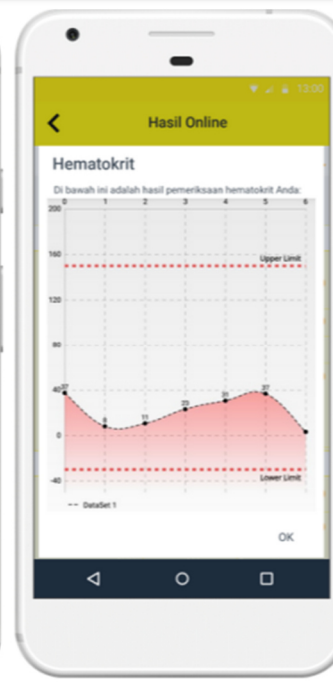 13:00
Hasil Online
Hematokrit
Di bawah ini adalah hasil pemeriksaan hematokrit Anda:
0 1 2 3 4 5 6
200
Upper Limit
160
120
80
40 37 11 23 31 37
0
-40
Lower Limit
DataSet 1
OK